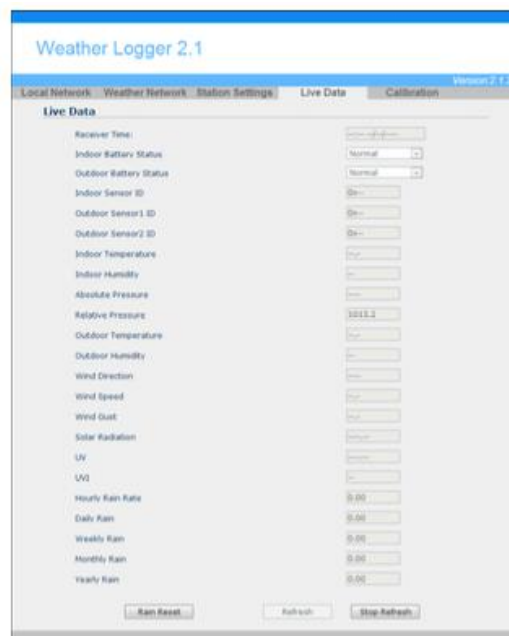 Weather Logger 2.1
Version 2.1
Local Network Weather Network Station Settings Live Data Calibration
Live Data
Receiver Time: --:-- --/--/----
Indoor Battery Status Normal
Outdoor Battery Status Normal
Indoor Sensor ID 0x--
Outdoor Sensor1 ID 0x--
Outdoor Sensor2 ID 0x--
Indoor Temperature --.-
Indoor Humidity --
Absolute Pressure ----
Relative Pressure 1013.2
Outdoor Temperature --.-
Outdoor Humidity --
Wind Direction ---
Wind Speed --.-
Wind Gust --.-
Solar Radiation
UV
UVI --
Hourly Rain Rate 0.00
Daily Rain 0.00
Weekly Rain 0.00
Monthly Rain 0.00
Yearly Rain 0.00
Rain Reset Refresh Stop Refresh